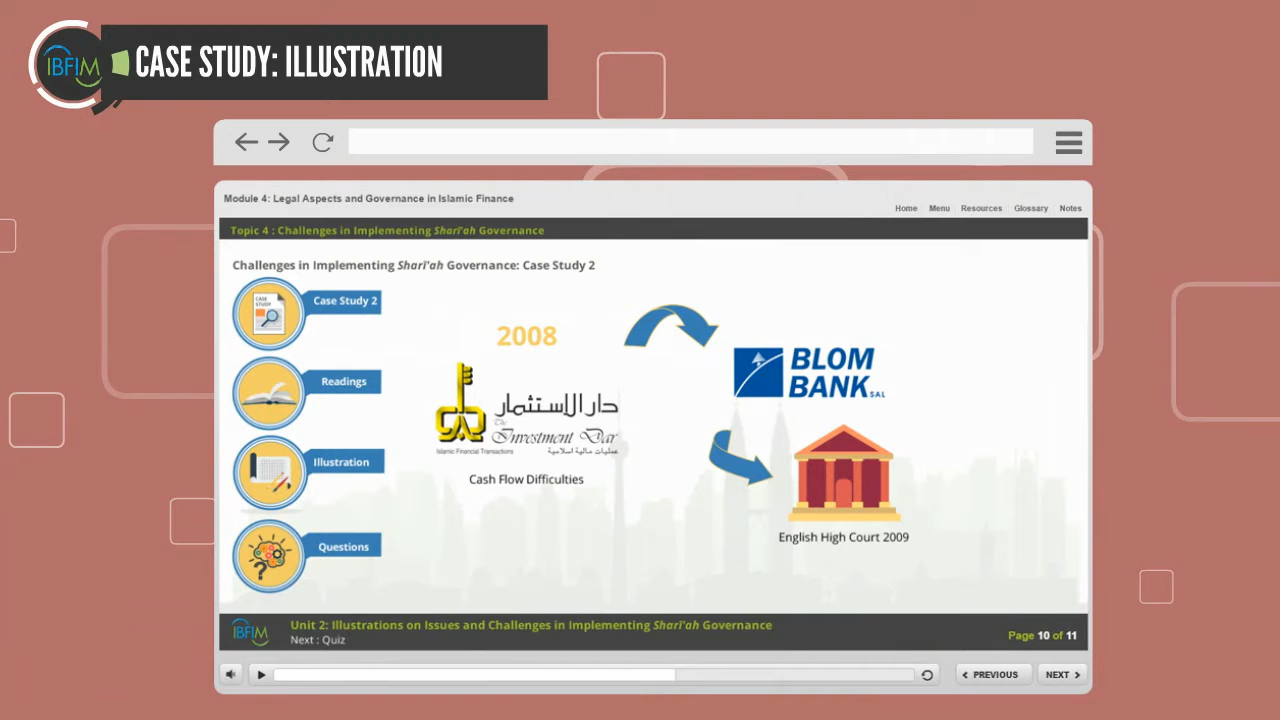 IBFIM
CASE STUDY: ILLUSTRATION
Module 4: Legal Aspects and Governance in Islamic Finance
Home Menu Resources Glossary Notes
Topic 4 : Challenges in Implementing Sharī'ah Governance
Challenges in Implementing Sharī'ah Governance: Case Study 2
CASE
STUDY
Case Study 2
Readings
Illustration
Questions
2008
دار الاستثمار
The
Investment Dar
Islamic Financial Transactions عمليات مالية اسلامية
Cash Flow Difficulties
BLOM
BANK SAL
English High Court 2009
IBFIM
Unit 2: Illustrations on Issues and Challenges in Implementing Sharī'ah Governance
Next : Quiz
Page 10 of 11
PREVIOUS
NEXT